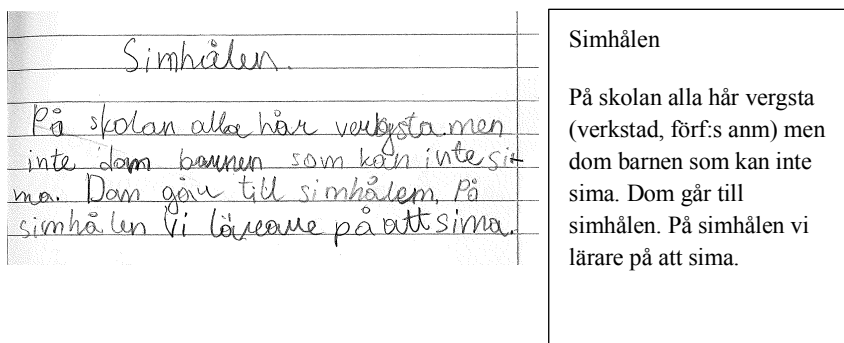 Simhålen.
På skolan alla hår vergsta men
inte dom barnen som kan inte si-
ma. Dom går till simhålem. På
simhålen Vi läreare på att sima.
Simhålen
På skolan alla hår vergsta
(verkstad, förf:s anm) men
dom barnen som kan inte
sima. Dom går till
simhålen. På simhålen vi
lärare på att sima.